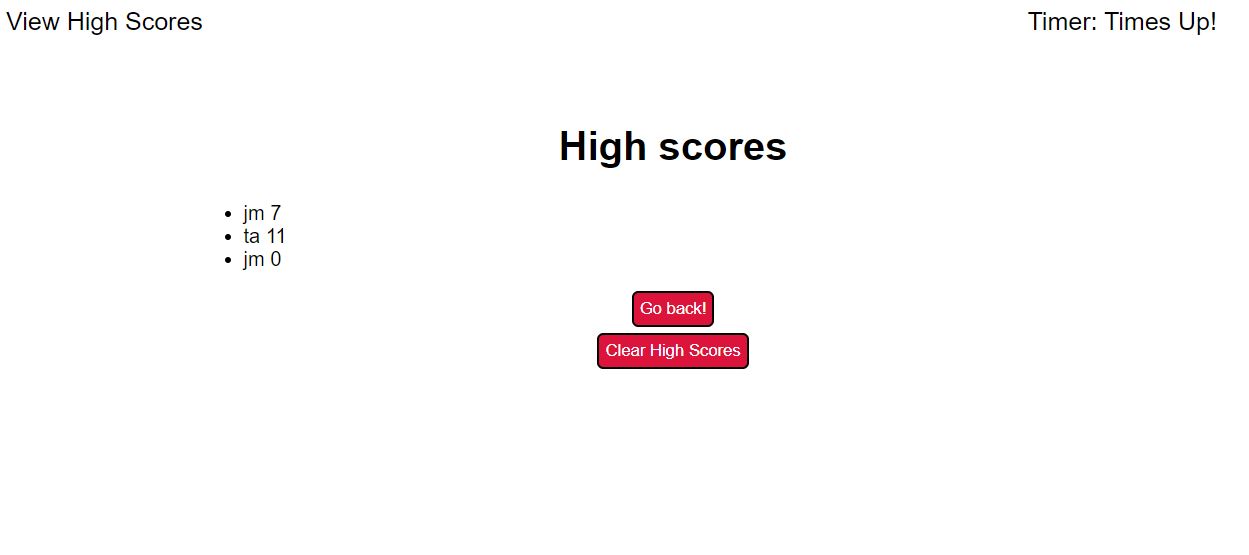 View High Scores
Timer: Times Up!
High scores
jm 7
ta 11
jm 0
Go back!
Clear High Scores